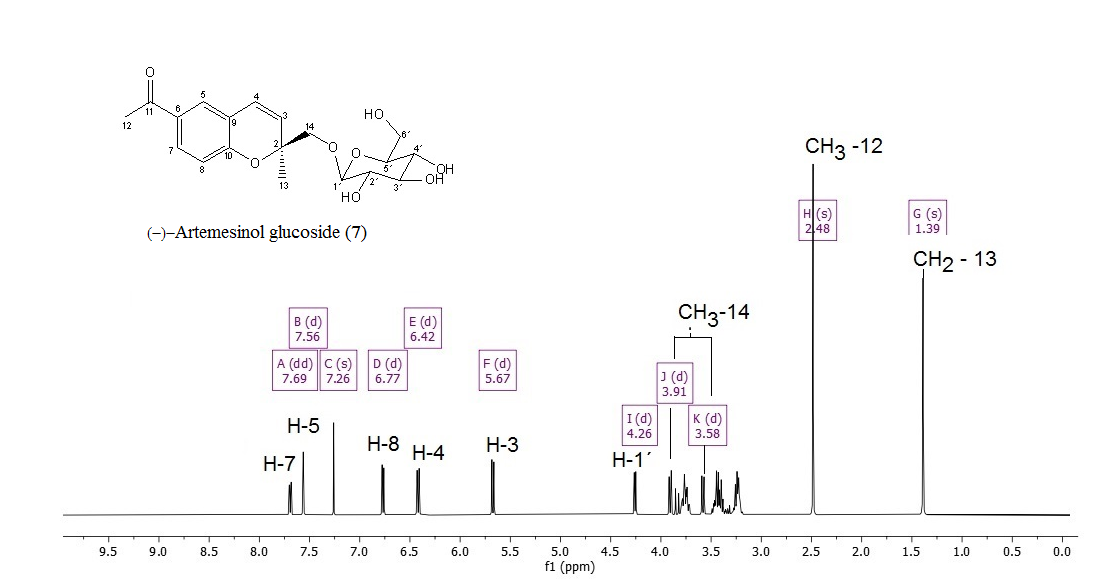 O
11
12
6
5
7
8
9
10
4
3
2
O
13
14
O
1´
O
HO
6´
5´
4´
OH
3´
OH
2´
HO
(−)−Artemesinol glucoside (7)
CH3 -12
H (s)
2.48
G (s)
1.39
CH2 - 13
CH3-14
B (d)
7.56
E (d)
6.42
A (dd)
7.69
C (s)
7.26
D (d)
6.77
F (d)
5.67
J (d)
3.91
I (d)
4.26
K (d)
3.58
H-5
H-7
H-8
H-4
H-3
H-1´
9.5 9.0 8.5 8.0 7.5 7.0 6.5 6.0 5.5 5.0 4.5 4.0 3.5 3.0 2.5 2.0 1.5 1.0 0.5 0.0
f1 (ppm)